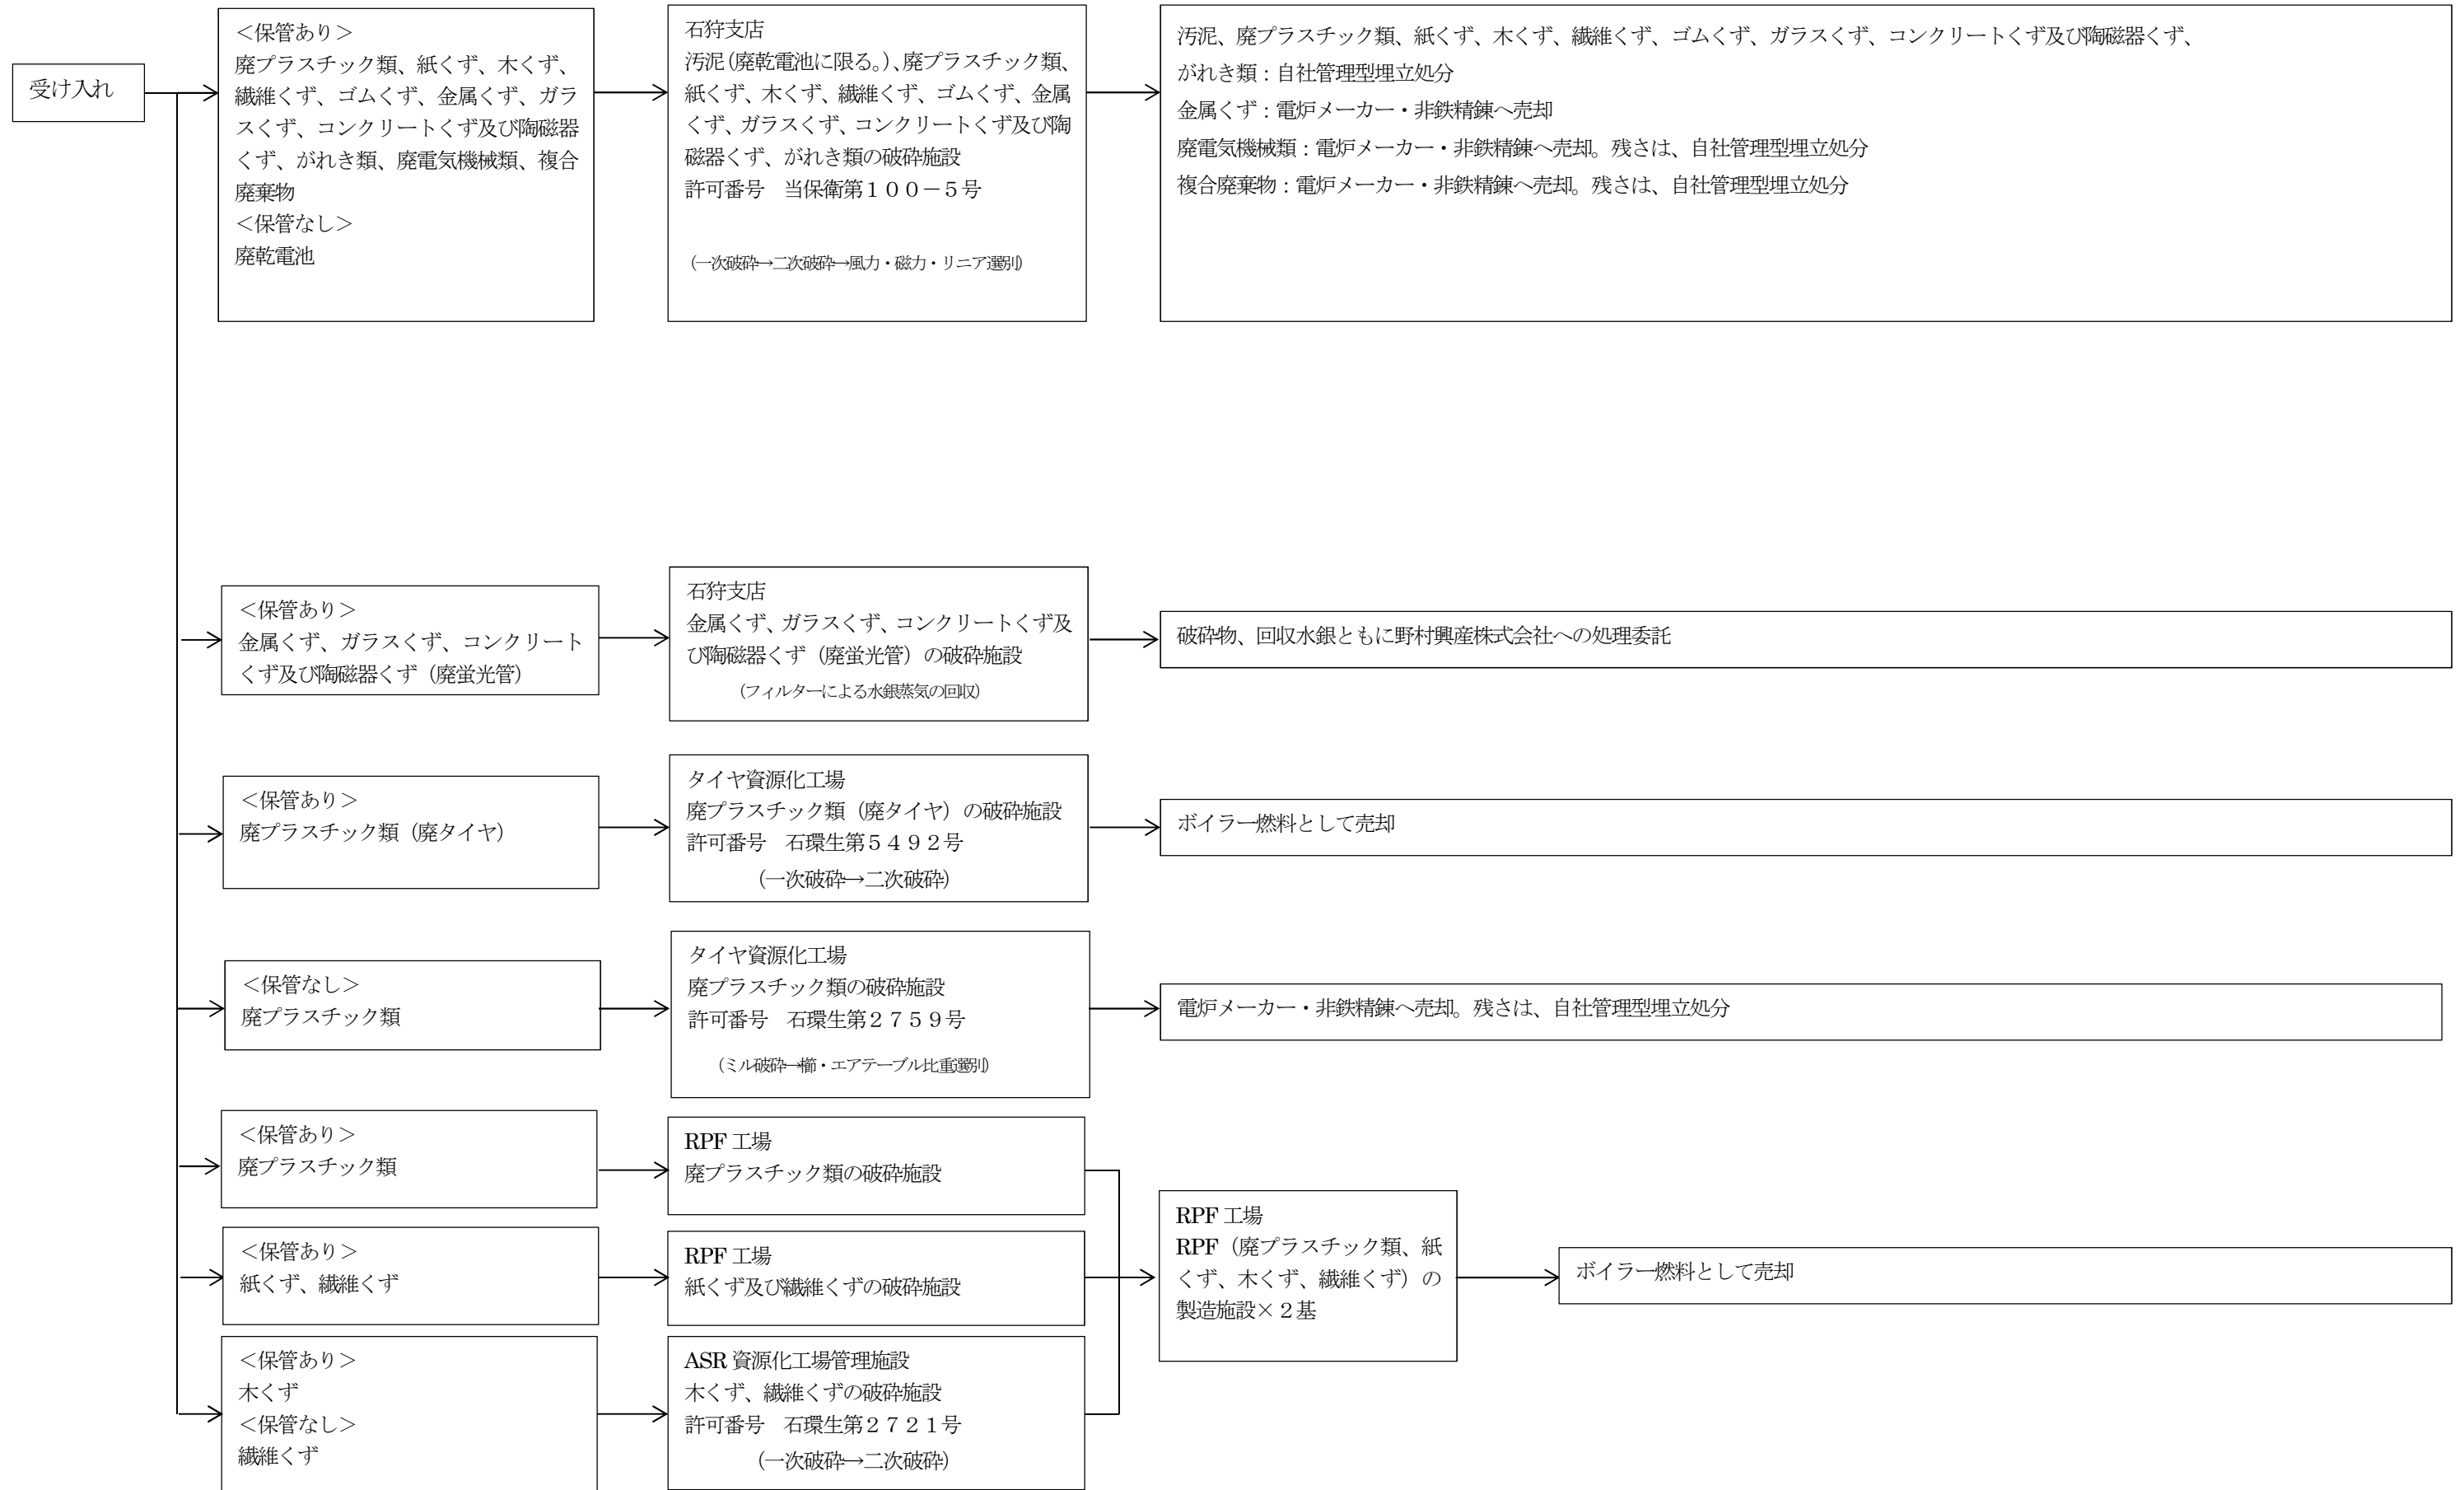 受け入れ
<保管あり>
廃プラスチック類、紙くず、木くず、
繊維くず、ゴムくず、金属くず、ガラ
スくず、コンクリートくず及び陶磁器
くず、がれき類、廃電気機械類、複合
廃棄物
<保管なし>
廃乾電池
石狩支店
汚泥(廃乾電池に限る。)、廃プラスチック類、
紙くず、木くず、繊維くず、ゴムくず、金属
くず、ガラスくず、コンクリートくず及び陶
磁器くず、がれき類の破砕施設
許可番号　当保衛第100-5号
(一次破砕→二次破砕→風力・磁力・リニア選別)
汚泥、廃プラスチック類、紙くず、木くず、繊維くず、ゴムくず、ガラスくず、コンクリートくず及び陶磁器くず、
がれき類:自社管理型埋立処分
金属くず:電炉メーカー・非鉄精錬へ売却
廃電気機械類:電炉メーカー・非鉄精錬へ売却。残さは、自社管理型埋立処分
複合廃棄物:電炉メーカー・非鉄精錬へ売却。残さは、自社管理型埋立処分
<保管あり>
金属くず、ガラスくず、コンクリート
くず及び陶磁器くず(廃蛍光管)
石狩支店
金属くず、ガラスくず、コンクリートくず及
び陶磁器くず(廃蛍光管)の破砕施設
(フィルターによる水銀蒸気の回収)
破砕物、回収水銀ともに野村興産株式会社への処理委託
<保管あり>
廃プラスチック類(廃タイヤ)
タイヤ資源化工場
廃プラスチック類(廃タイヤ)の破砕施設
許可番号　石環生第5492号
(一次破砕→二次破砕)
ボイラー燃料として売却
<保管なし>
廃プラスチック類
タイヤ資源化工場
廃プラスチック類の破砕施設
許可番号　石環生第2759号
(ミル破砕→櫛・エアテーブル比重選別)
電炉メーカー・非鉄精錬へ売却。残さは、自社管理型埋立処分
<保管あり>
廃プラスチック類
RPF工場
廃プラスチック類の破砕施設
<保管あり>
紙くず、繊維くず
RPF工場
紙くず及び繊維くずの破砕施設
<保管あり>
木くず
<保管なし>
繊維くず
ASR資源化工場管理施設
木くず、繊維くずの破砕施設
許可番号　石環生第2721号
(一次破砕→二次破砕)
RPF工場
RPF(廃プラスチック類、紙
くず、木くず、繊維くず)の
製造施設×2基
ボイラー燃料として売却